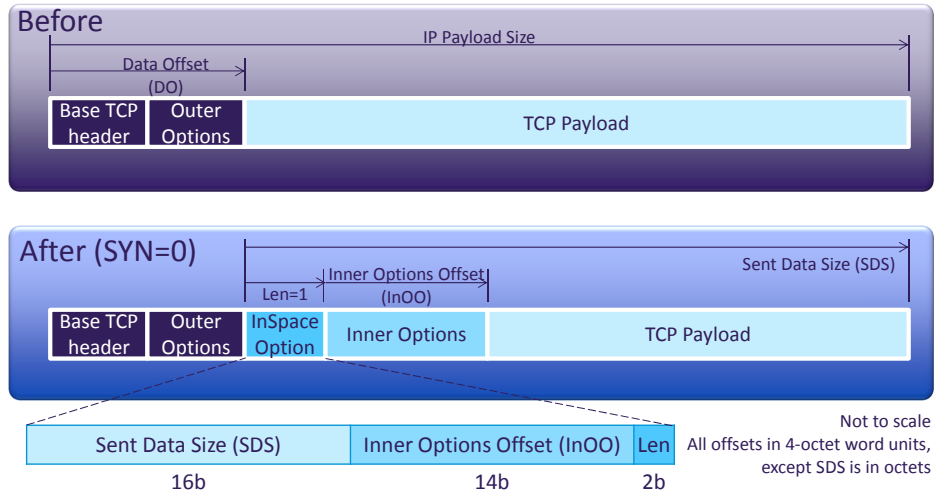 Before
IP Payload Size
Data Offset
(DO)
Base TCP
header
Outer
Options
TCP Payload
After (SYN=0)
Sent Data Size (SDS)
Inner Options Offset
(InOO)
Len=1
Base TCP
header
Outer
Options
InSpace
Option
Inner Options
TCP Payload
Sent Data Size (SDS)
Inner Options Offset (InOO)
Len
16b
14b
2b
Not to scale
All offsets in 4-octet word units,
except SDS is in octets